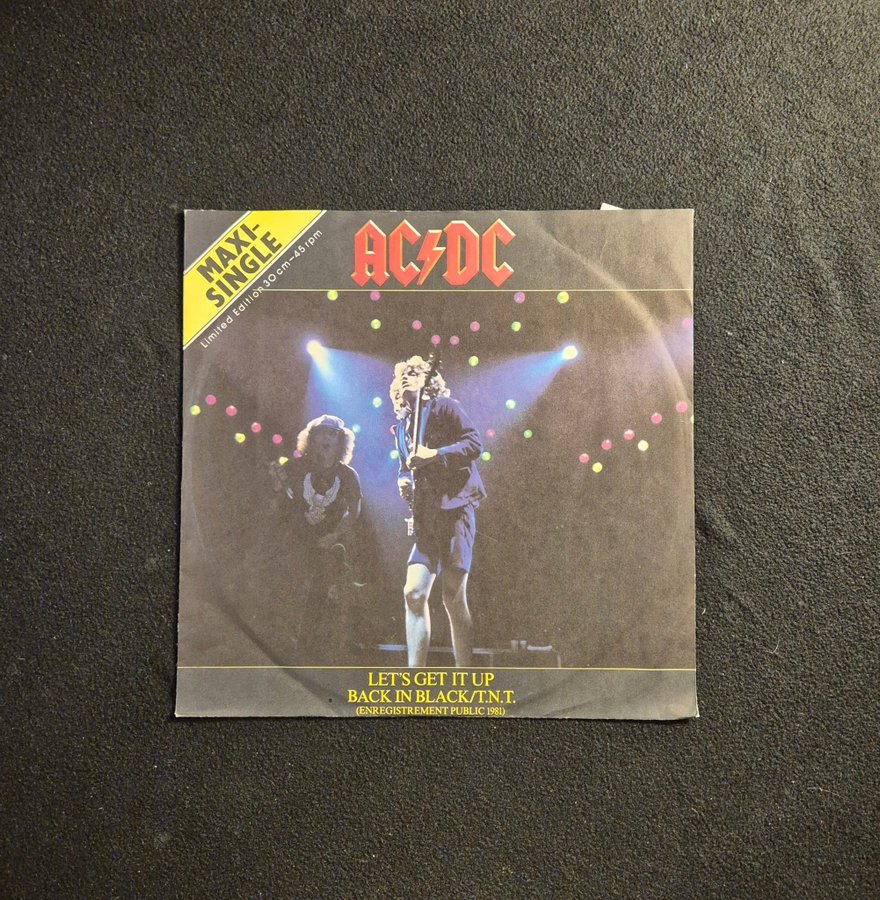 MAXI-
SINGLE
Limited Edition 30 cm-45 rpm
AC⚡DC
LET'S GET IT UP
BACK IN BLACK/T.N.T.
(ENREGISTREMENT PUBLIC 1981)